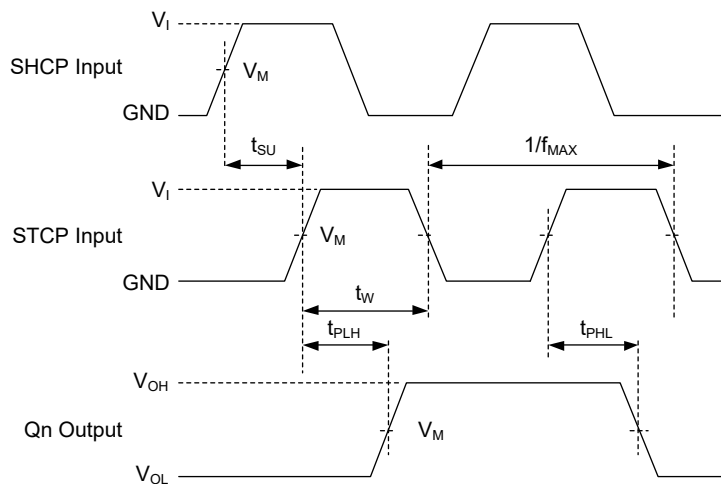 V_I
SHCP Input
V_M
GND
t_SU
1/f_MAX
V_I
STCP Input
V_M
GND
t_W
t_PLH
t_PHL
V_OH
Qn Output
V_M
V_OL